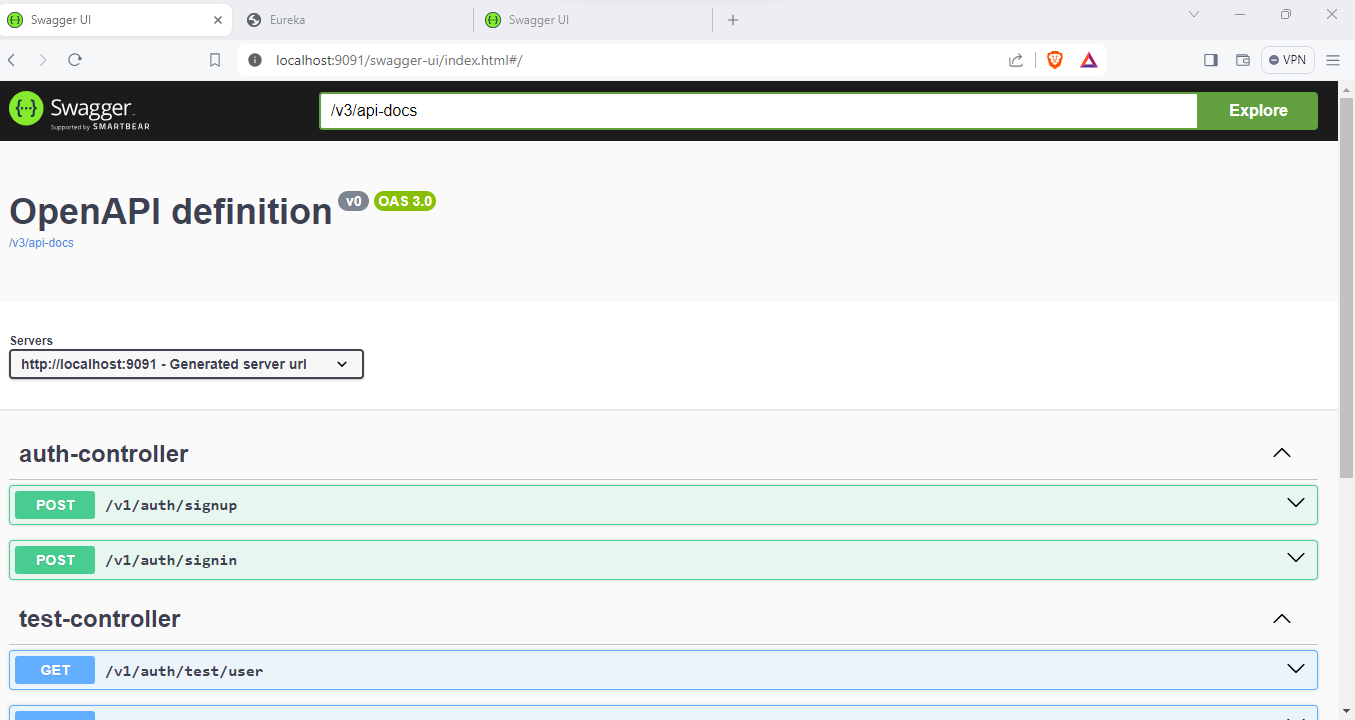 Swagger UI
Eureka
Swagger UI
localhost:9091/swagger-ui/index.html#/
VPN
Swagger
Supported by SMARTBEAR
/v3/api-docs
Explore
OpenAPI definition v0 OAS 3.0
/v3/api-docs
Servers
http://localhost:9091 - Generated server url
auth-controller
POST /v1/auth/signup
POST /v1/auth/signin
test-controller
GET /v1/auth/test/user